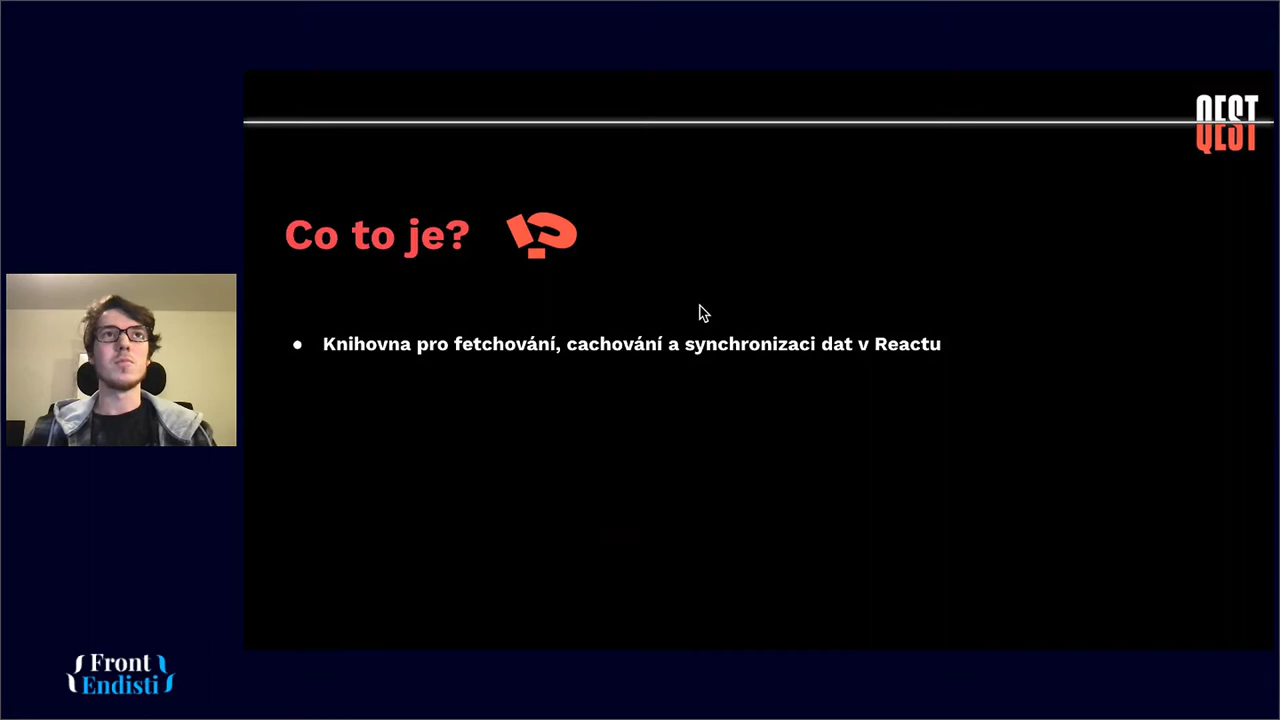 QEST
Co to je?
Knihovna pro fetchování, cachování a synchronizaci dat v Reactu
Front
Endisti